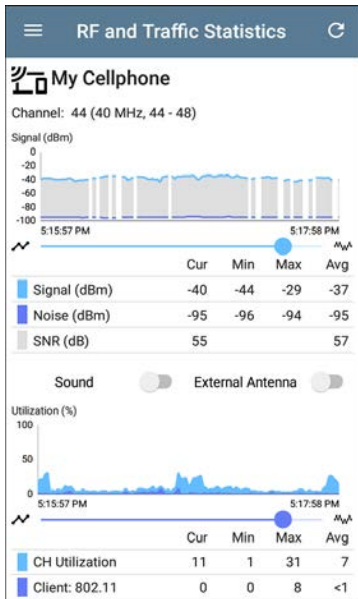 RF and Traffic Statistics
My Cellphone
Channel: 44 (40 MHz, 44 - 48)
Signal (dBm)
0
-20
-40
-60
-80
-100
5:15:57 PM 5:17:58 PM
Cur Min Max Avg
Signal (dBm) -40 -44 -29 -37
Noise (dBm) -95 -96 -94 -95
SNR (dB) 55 57
Sound External Antenna
Utilization (%)
100
50
0
5:15:57 PM 5:17:58 PM
Cur Min Max Avg
CH Utilization 11 1 31 7
Client: 802.11 0 0 8 <1